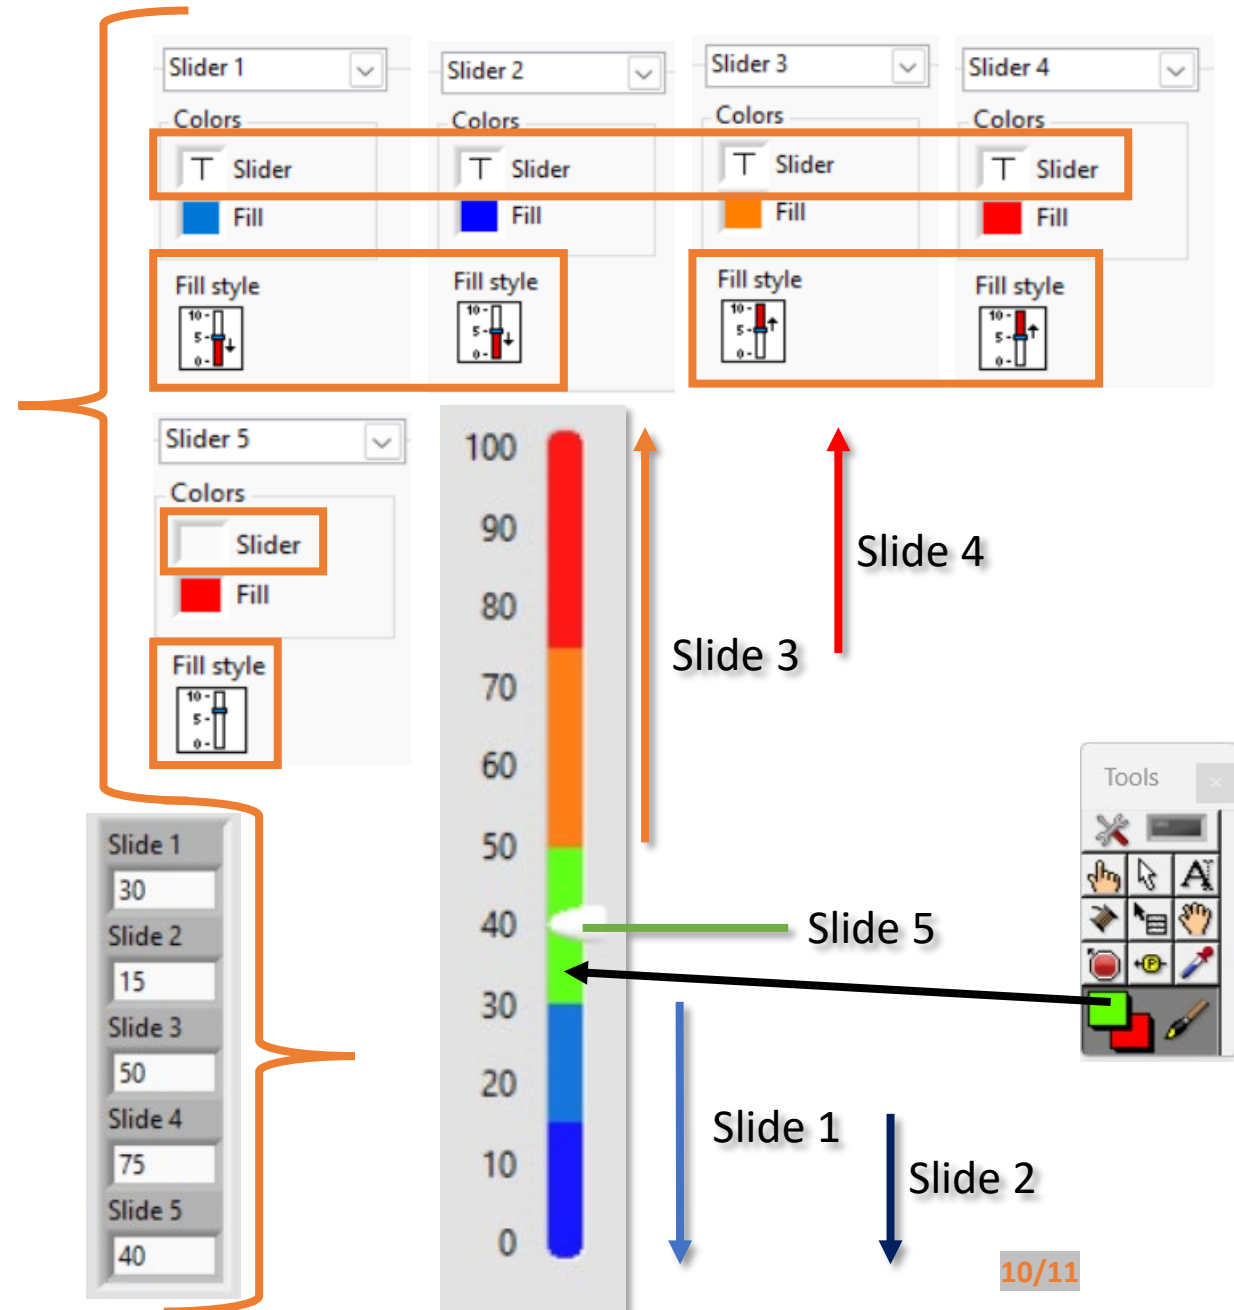 Slider 1
Colors
T Slider
Fill
Fill style
10
5
0
Slider 2
Colors
T Slider
Fill
Fill style
10
5
0
Slider 3
Colors
T Slider
Fill
Fill style
10
5
0
Slider 4
Colors
T Slider
Fill
Fill style
10
5
0
Slider 5
Colors
Slider
Fill
Fill style
10
5
0
100
90
80
70
60
50
40
30
20
10
0
Slide 4
Slide 3
Slide 5
Slide 1
Slide 2
Tools
A
P
Slide 1
30
Slide 2
15
Slide 3
50
Slide 4
75
Slide 5
40
10/11